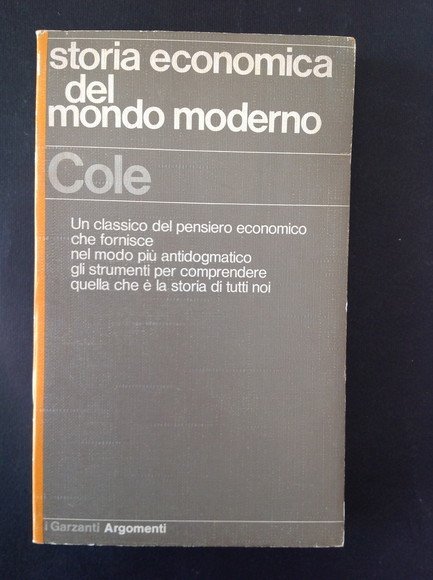 storia economica
del
mondo moderno
Cole
Un classico del pensiero economico
che fornisce
nel modo più antidogmatico
gli strumenti per comprendere
quella che è la storia di tutti noi
i Garzanti Argomenti